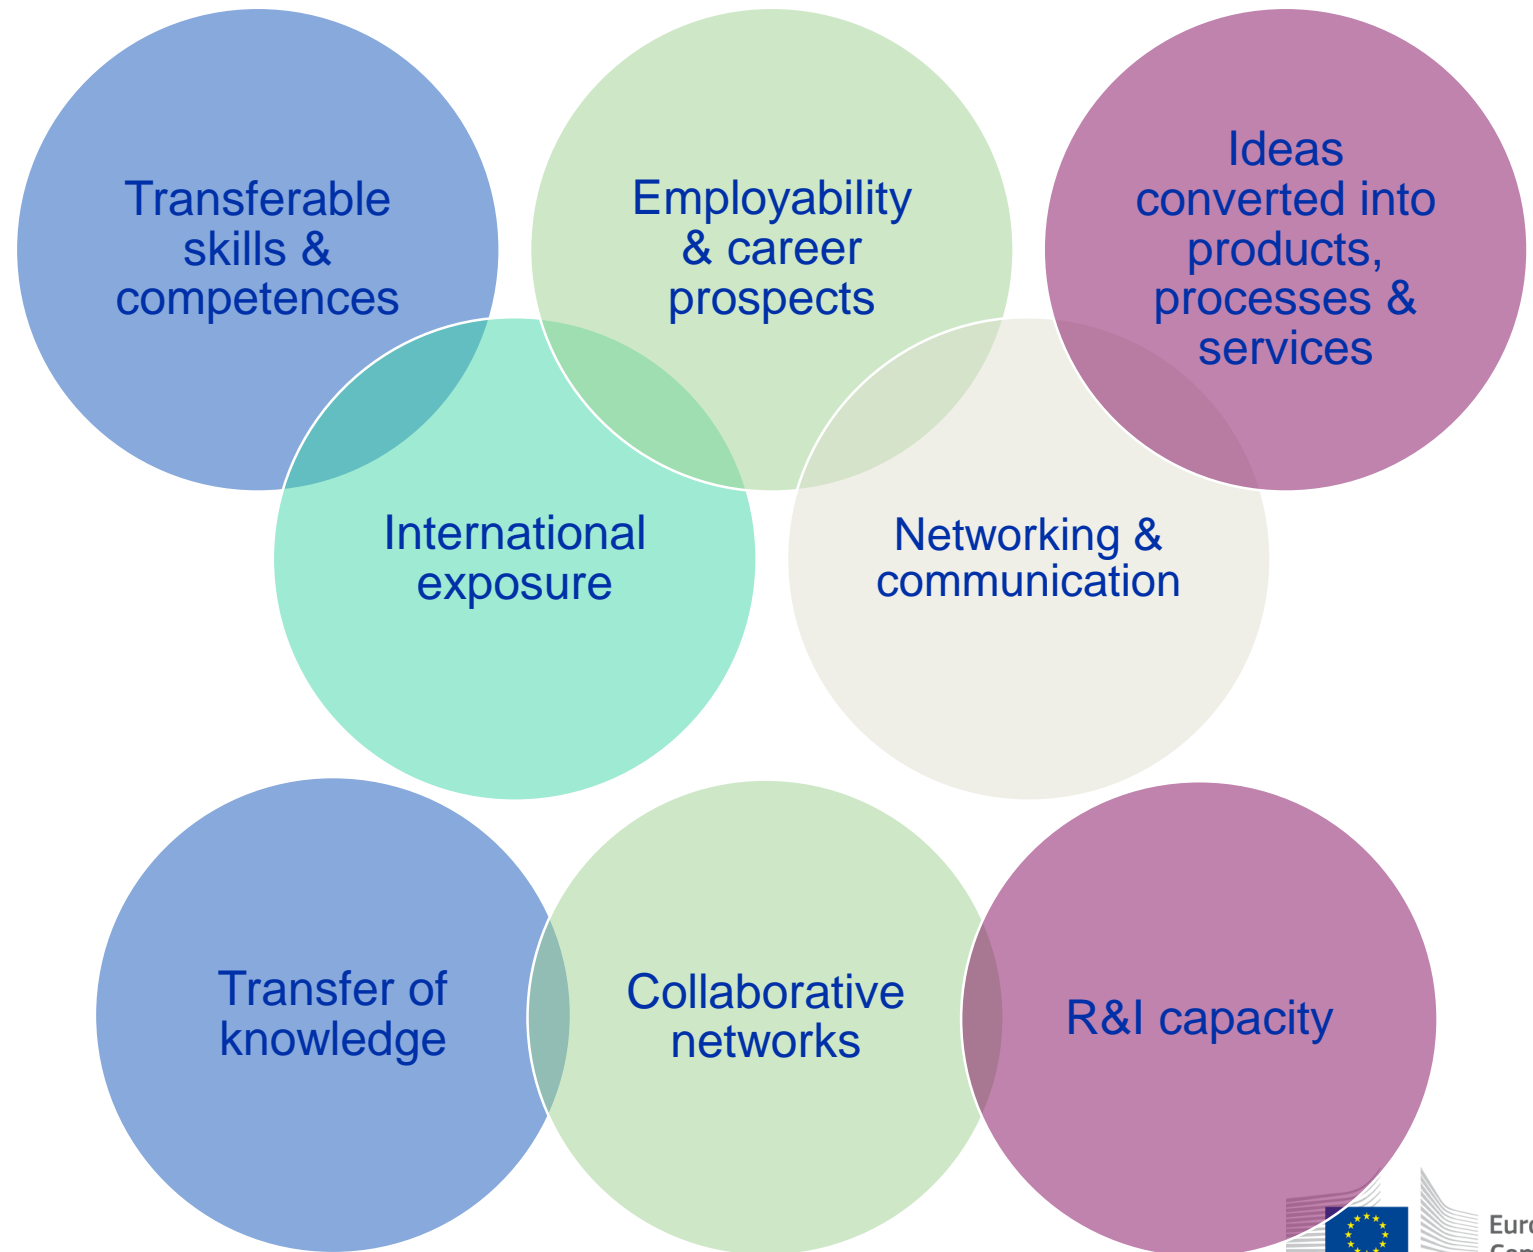 Transferable
skills &
competences
Employability
& career
prospects
Ideas
converted into
products,
processes &
services
International
exposure
Networking &
communication
Transfer of
knowledge
Collaborative
networks
R&I capacity